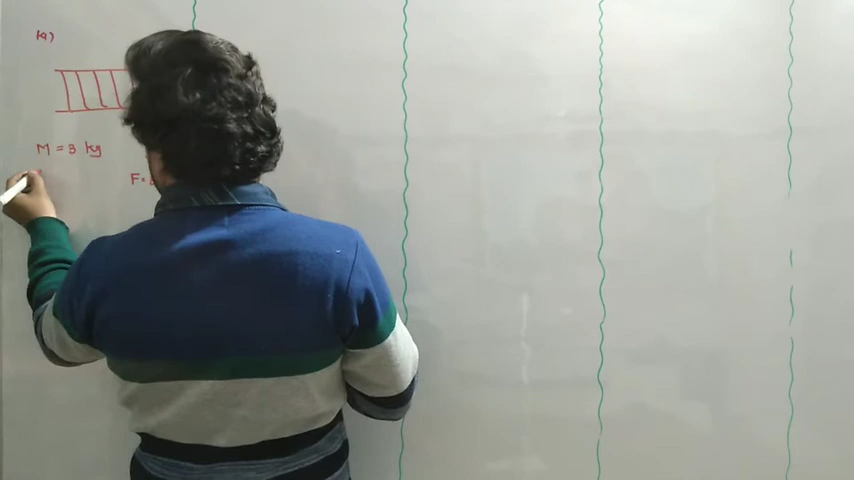 (a)
M = 3 kg
F =